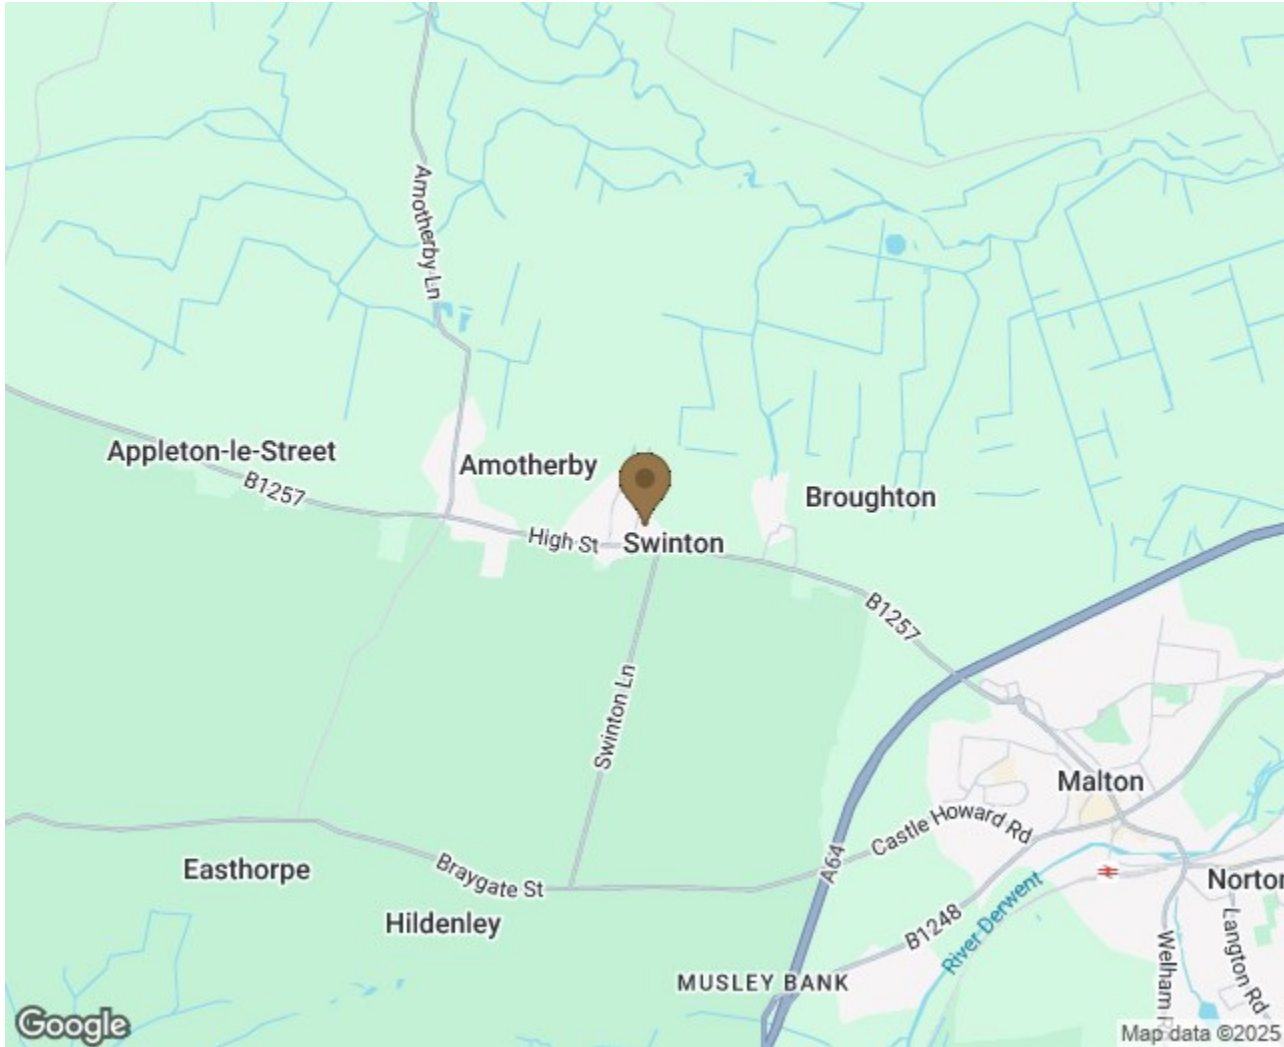 Amotherby Ln
Appleton-le-Street
Amotherby
B1257
Broughton
High St
Swinton
B1257
Swinton Ln
Malton
Castle Howard Rd
A64
Easthorpe
Braygate St
Hildenley
B1248
River Derwent
Norton
Langton Rd
Welham
MUSLEY BANK
Google
Map data ©2025